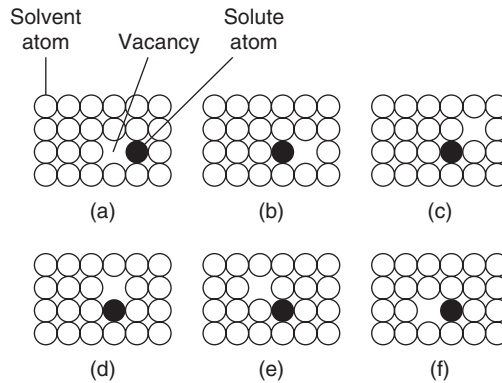 Solvent
atom
Vacancy
Solute
atom
(a)
(b)
(c)
(d)
(e)
(f)